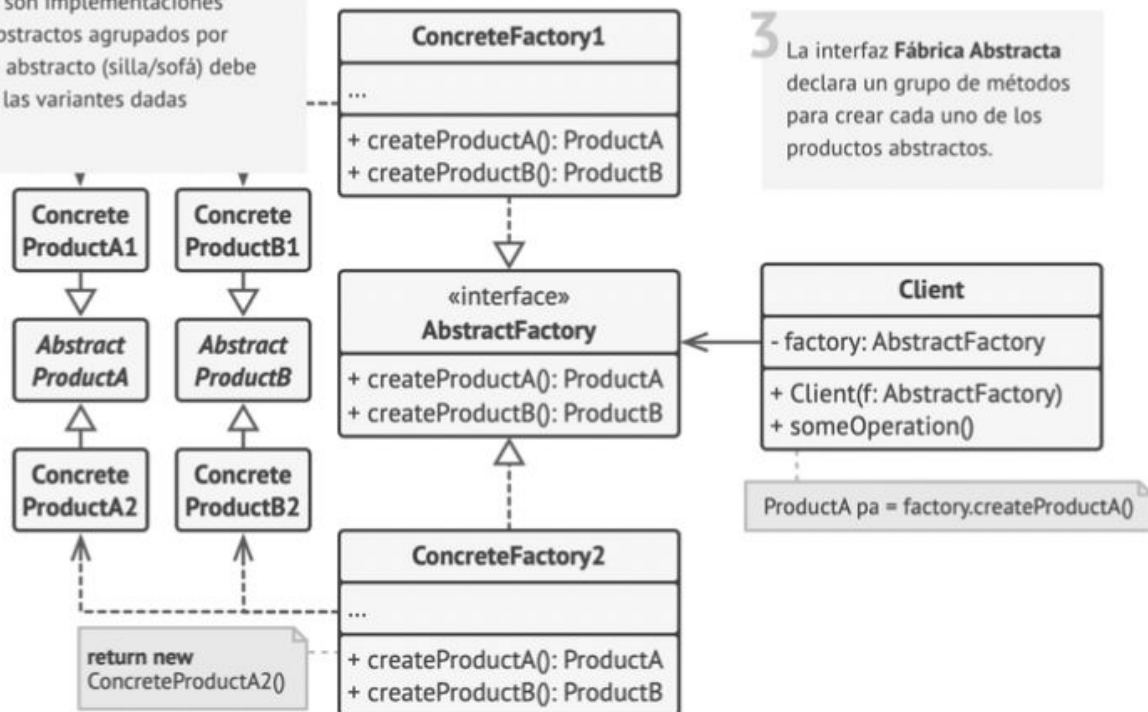 son implementaciones
abstracto (silla/sofá) debe
las variantes dadas
ConcreteFactory1
...
+ createProductA(): ProductA
+ createProductB(): ProductB
3
La interfaz Fábrica Abstracta
declara un grupo de métodos
para crear cada uno de los
productos abstractos.
Concrete
ProductA1
Concrete
ProductB1
Abstract
ProductA
Abstract
ProductB
Concrete
ProductA2
Concrete
ProductB2
«interface»
AbstractFactory
+ createProductA(): ProductA
+ createProductB(): ProductB
Client
- factory: AbstractFactory
+ Client(f: AbstractFactory)
+ someOperation()
ProductA pa = factory.createProductA()
ConcreteFactory2
...
+ createProductA(): ProductA
+ createProductB(): ProductB
return new
ConcreteProductA2()